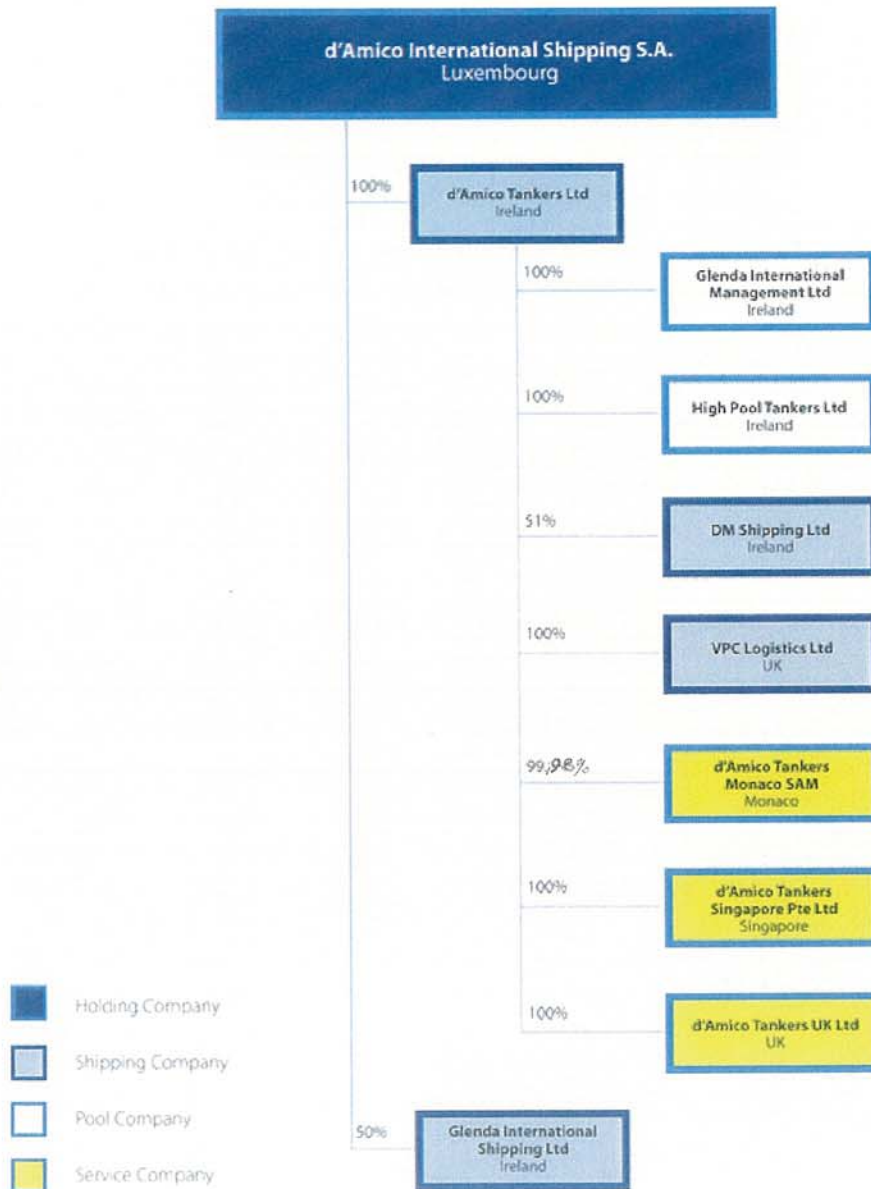 d'Amico International Shipping S.A.
Luxembourg
100%
d'Amico Tankers Ltd
Ireland
100%
Glenda International
Management Ltd
Ireland
100%
High Pool Tankers Ltd
Ireland
51%
DM Shipping Ltd
Ireland
100%
VPC Logistics Ltd
UK
99,98%
d'Amico Tankers
Monaco SAM
Monaco
100%
d'Amico Tankers
Singapore Pte Ltd
Singapore
100%
d'Amico Tankers UK Ltd
UK
50%
Glenda International
Shipping Ltd
Ireland
Holding Company
Shipping Company
Pool Company
Service Company